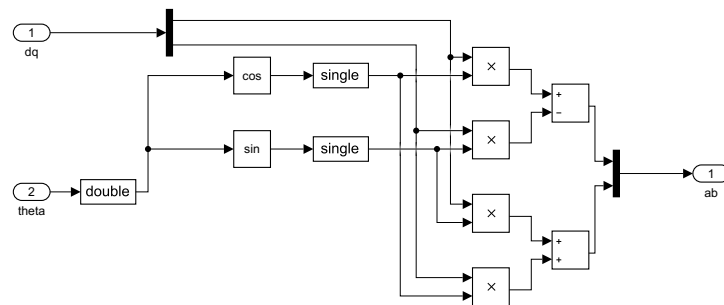 1
dq
cos
single
×
+
−
sin
single
×
1
ab
2
theta
double
×
+
+
×